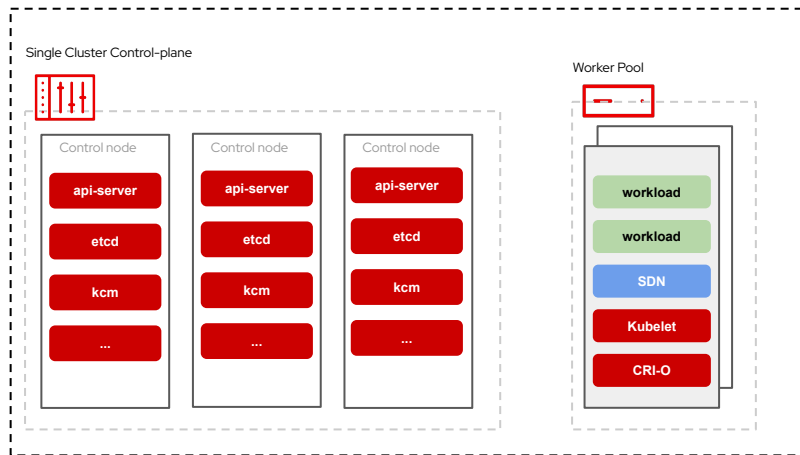 Single Cluster Control-plane
Control node
api-server
etcd
kcm
...
Control node
api-server
etcd
kcm
...
Control node
api-server
etcd
kcm
...
Worker Pool
workload
workload
SDN
Kubelet
CRI-O